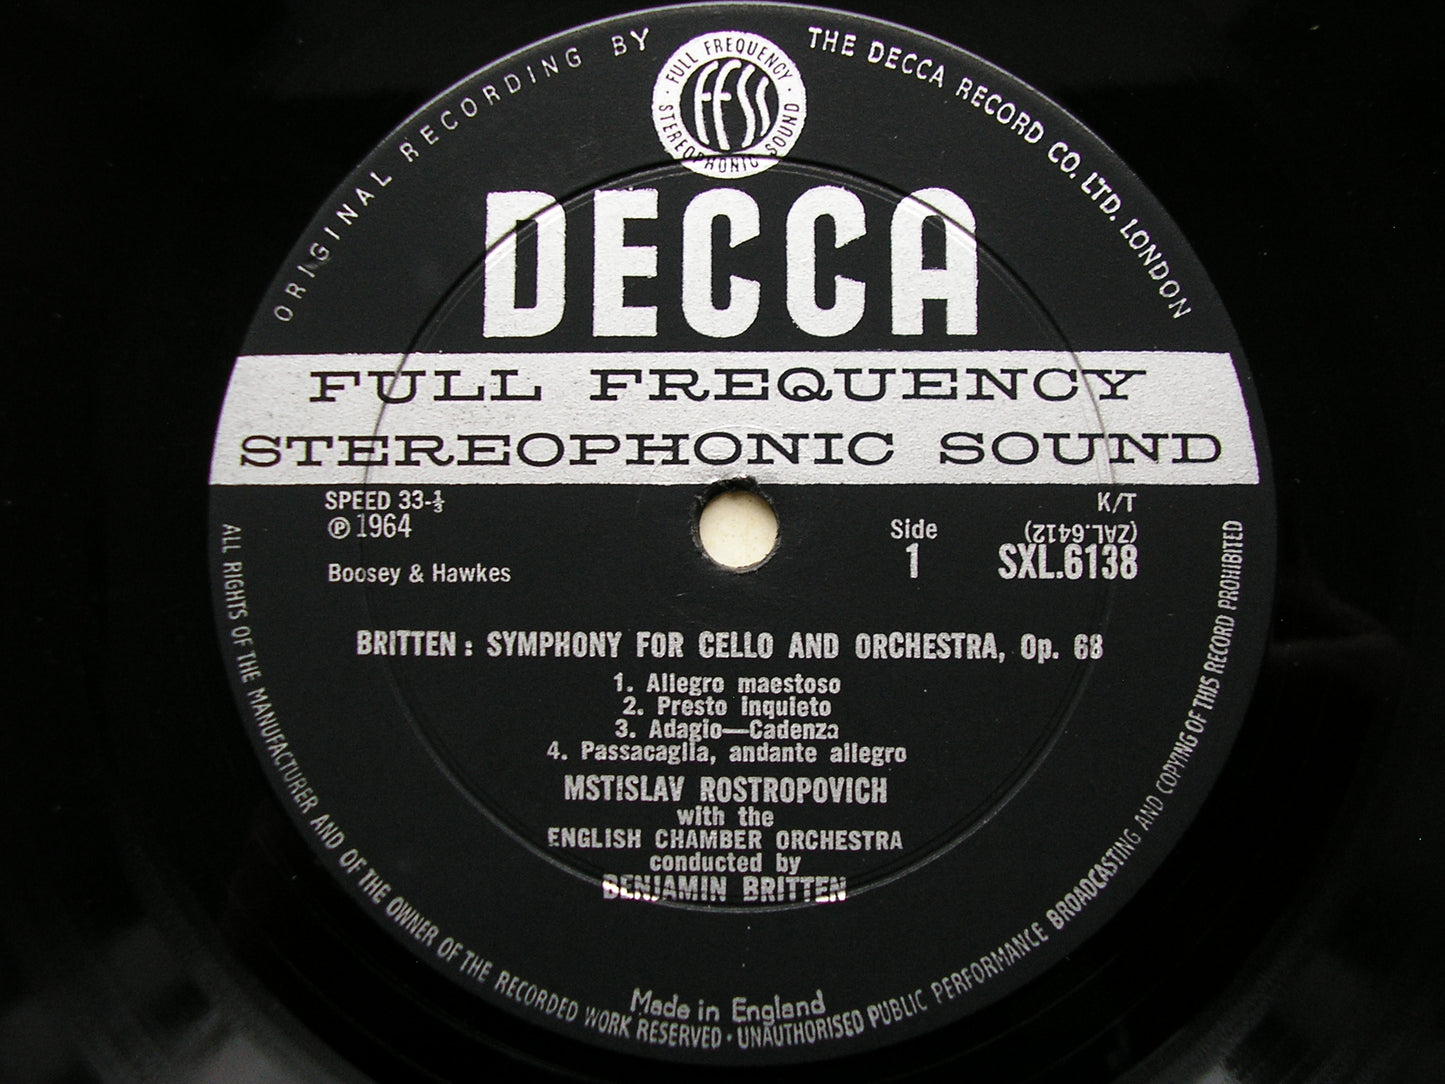 ORIGINAL RECORDING BY THE DECCA RECORD CO. LTD. LONDON
FULL FREQUENCY
FFSS
STEREOPHONIC SOUND
DECCA
FULL FREQUENCY
STEREOPHONIC SOUND
SPEED 33-⅓
℗ 1964
Boosey & Hawkes
Side
1
K/T
(ZAL.6412)
SXL.6138
BRITTEN : SYMPHONY FOR CELLO AND ORCHESTRA, Op. 68
1. Allegro maestoso
2. Presto inquieto
3. Adagio—Cadenza
4. Passacaglia, andante allegro
MSTISLAV ROSTROPOVICH
with the
ENGLISH CHAMBER ORCHESTRA
conducted by
BENJAMIN BRITTEN
Made in England
ALL RIGHTS OF THE MANUFACTURER AND OF THE OWNER OF THE RECORDED WORK RESERVED · UNAUTHORISED PUBLIC PERFORMANCE BROADCASTING AND COPYING OF THIS RECORD PROHIBITED